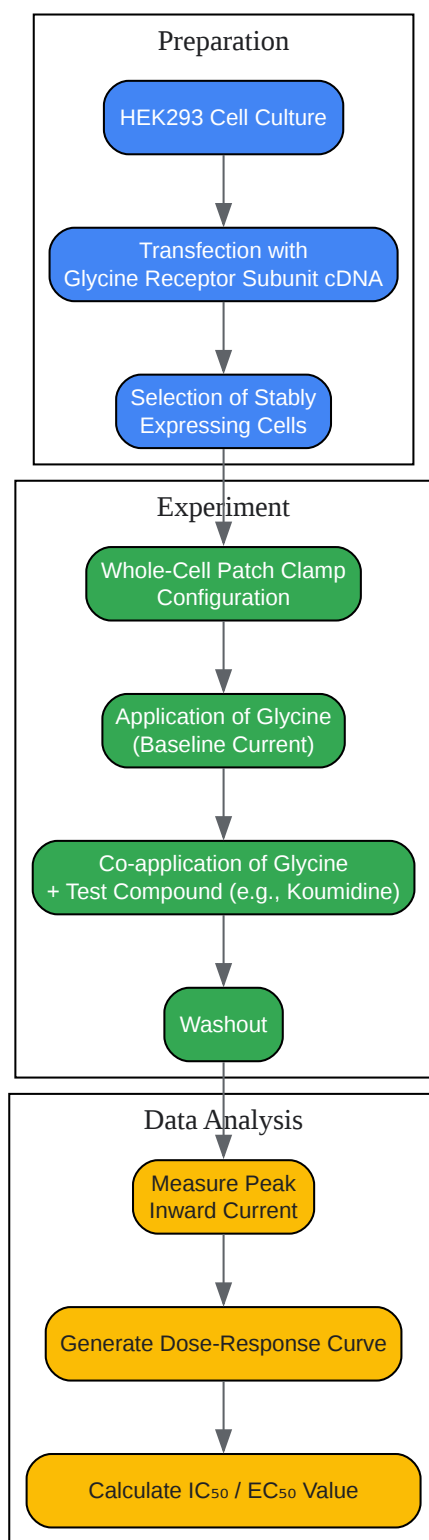 Preparation
HEK293 Cell Culture
Transfection with
Glycine Receptor Subunit cDNA
Selection of Stably
Expressing Cells
Experiment
Whole-Cell Patch Clamp
Configuration
Application of Glycine
(Baseline Current)
Co-application of Glycine
+ Test Compound (e.g., Koumidine)
Washout
Data Analysis
Measure Peak
Inward Current
Generate Dose-Response Curve
Calculate IC₅₀ / EC₅₀ Value